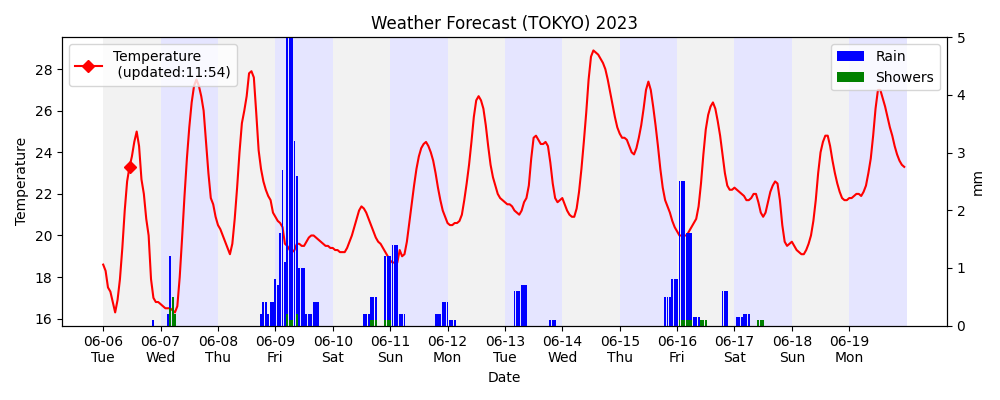 Weather Forecast (TOKYO) 2023
Temperature
(updated:11:54)
Rain
Showers
Temperature
28
26
24
22
20
18
16
5
4
3
2
1
0
mm
06-06 06-07 06-08 06-09 06-10 06-11 06-12 06-13 06-14 06-15 06-16 06-17 06-18 06-19
Tue Wed Thu Fri Sat Sun Mon Tue Wed Thu Fri Sat Sun Mon
Date